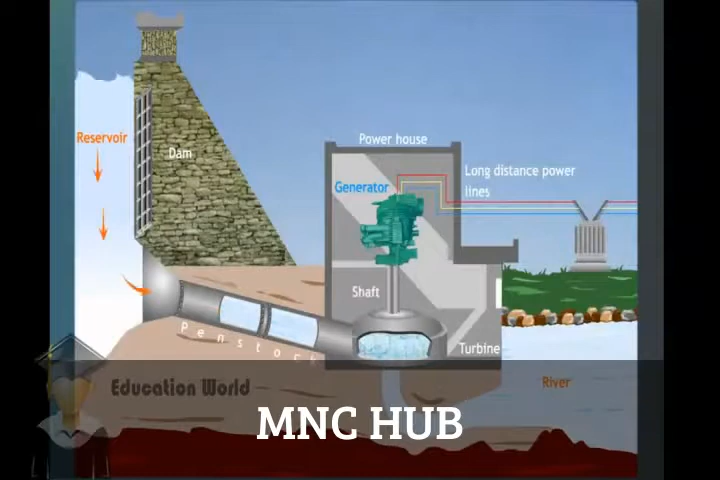 Reservoir
Dam
Power house
Generator
Long distance power
lines
Shaft
Penstock
Turbine
River
Education World
MNC HUB